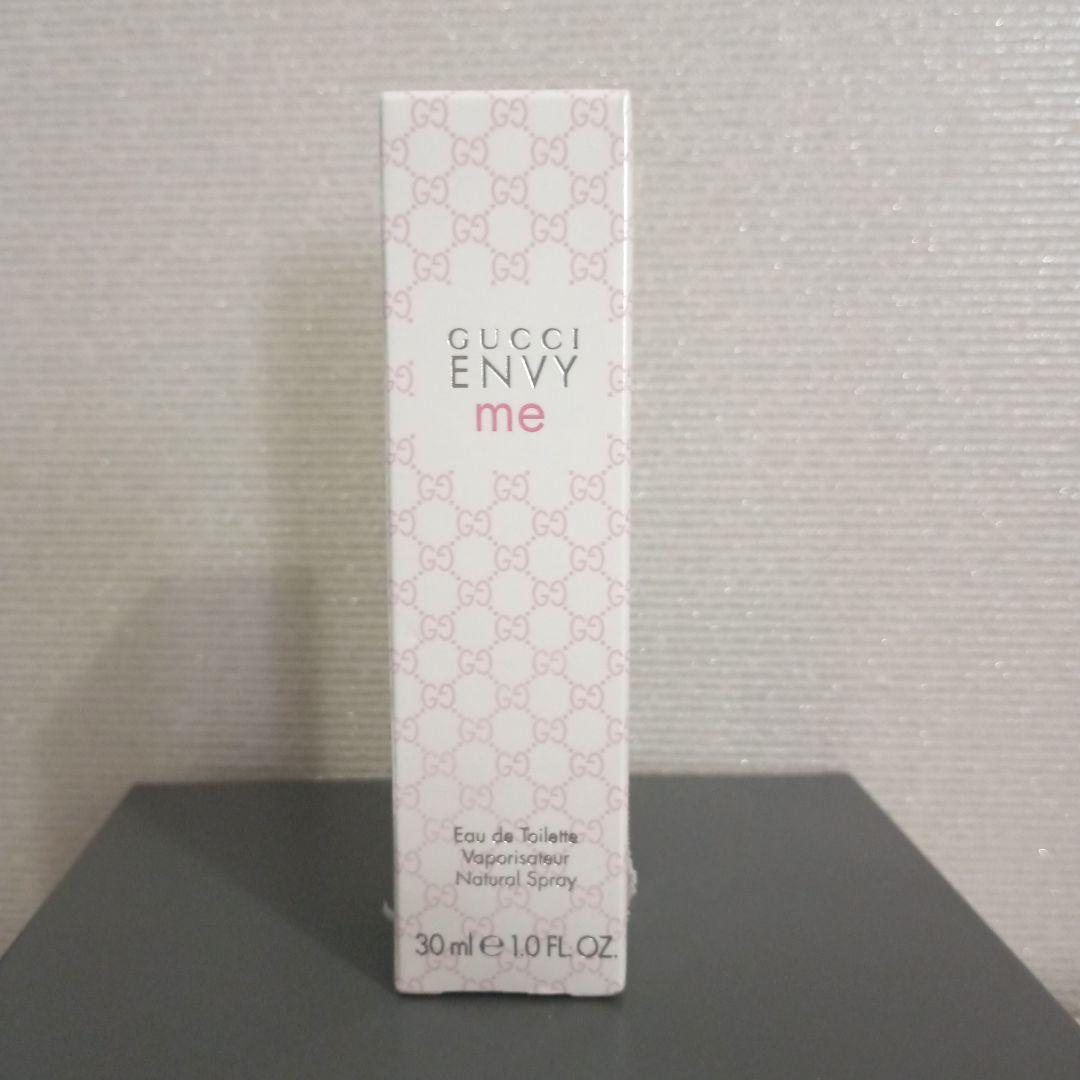 GUCCI
ENVY
me
Eau de Toilette
Vaporisateur
Natural Spray
30 ml e 1.0 FL. OZ.